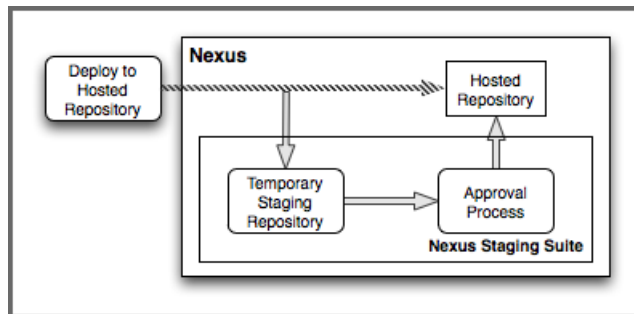 Nexus
Deploy to
Hosted
Repository
Hosted
Repository
Temporary
Staging
Repository
Approval
Process
Nexus Staging Suite